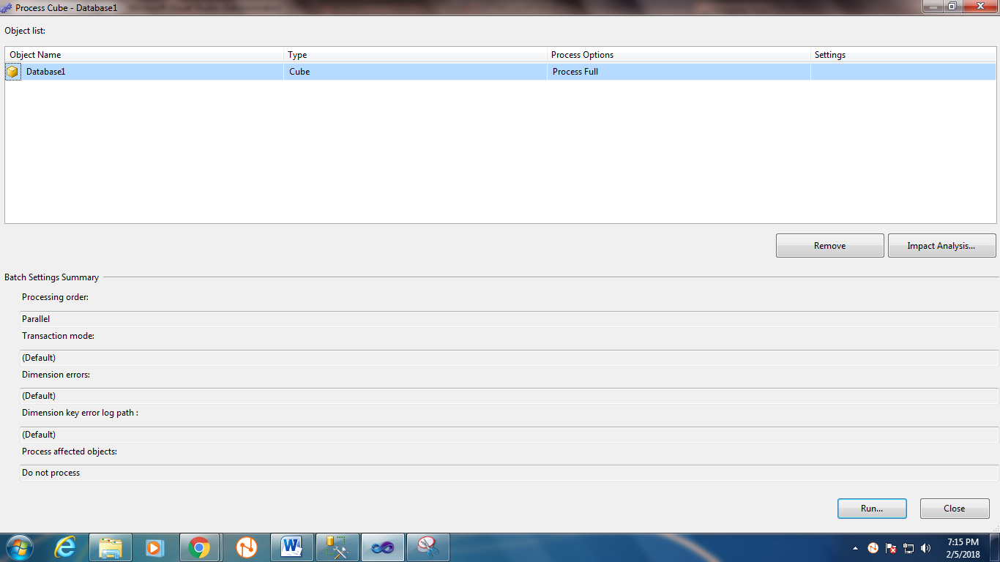 Process Cube - Database1
Object list:
Object Name Type Process Options Settings
Database1 Cube Process Full
Remove Impact Analysis...
Batch Settings Summary
Processing order:
Parallel
Transaction mode:
(Default)
Dimension errors:
(Default)
Dimension key error log path :
(Default)
Process affected objects:
Do not process
Run... Close
7:15 PM
2/5/2018